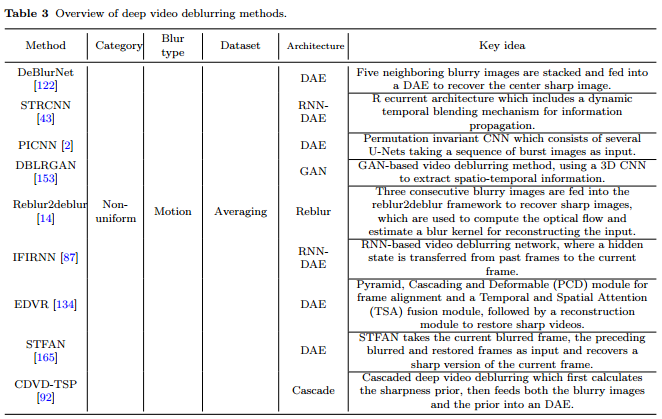 Table 3 Overview of deep video deblurring methods.
Method Category Blur type Dataset Architecture Key idea
DeBlurNet [122] DAE Five neighboring blurry images are stacked and fed into
a DAE to recover the center sharp image.
STRCNN [43] RNN-DAE R ecurrent architecture which includes a dynamic
temporal blending mechanism for information
propagation.
PICNN [2] DAE Permutation invariant CNN which consists of several
U-Nets taking a sequence of burst images as input.
DBLRGAN [153] GAN GAN-based video deblurring method, using a 3D CNN
to extract spatio-temporal information.
Reblur2deblur [14] Non-uniform Motion Averaging Reblur Three consecutive blurry images are fed into the
reblur2deblur framework to recover sharp images,
which are used to compute the optical flow and
estimate a blur kernel for reconstructing the input.
IFIRNN [87] RNN-DAE RNN-based video deblurring network, where a hidden
state is transferred from past frames to the current
frame.
EDVR [134] DAE Pyramid, Cascading and Deformable (PCD) module for
frame alignment and a Temporal and Spatial Attention
(TSA) fusion module, followed by a reconstruction
module to restore sharp videos.
STFAN [165] DAE STFAN takes the current blurred frame, the preceding
blurred and restored frames as input and recovers a
sharp version of the current frame.
CDVD-TSP [92] Cascade Cascaded deep video deblurring which first calculates
the sharpness prior, then feeds both the blurry images
and the prior into an DAE.